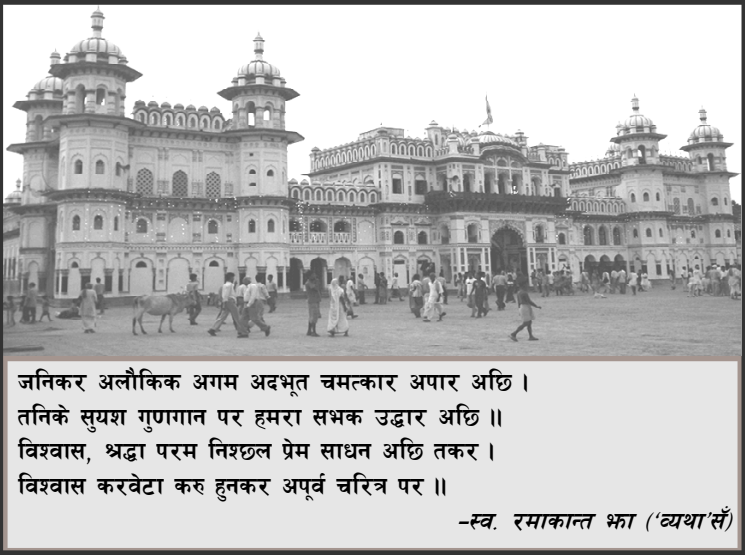 जनिकर अलौकिक अगम अदभूत चमत्कार अपार अछि ।
तनिके सुयश गुणगान पर हमरा सभक उद्धार अछि ॥
विश्वास, श्रद्धा परम निश्छल प्रेम साधन अछि तकर ।
विश्वास करवेटा करु हुनकर अपूर्व चरित्र पर ॥
–स्व. रमाकान्त झा (‘व्यथा’सँ)